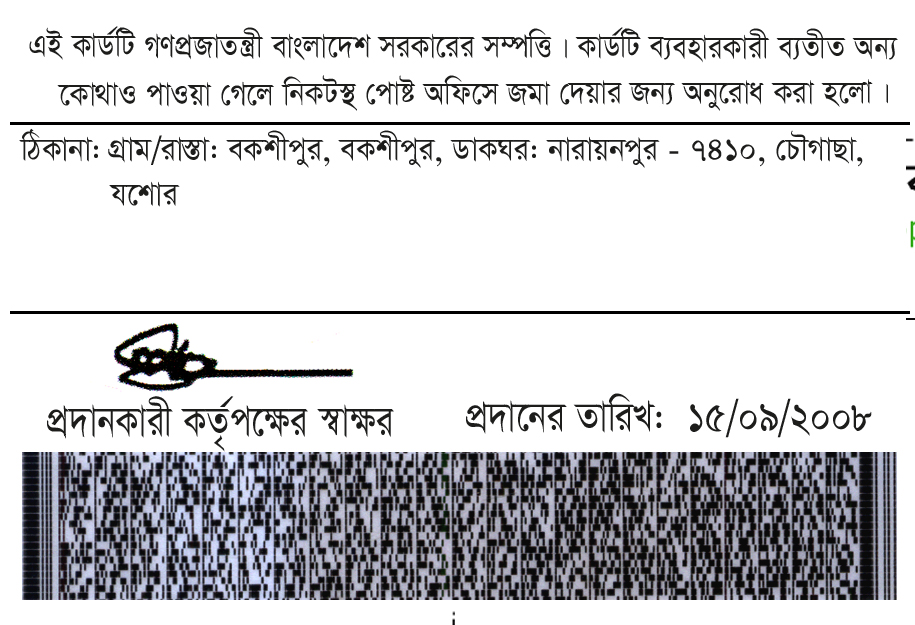 এই কার্ডটি গণপ্রজাতন্ত্রী বাংলাদেশ সরকারের সম্পত্তি। কার্ডটি ব্যবহারকারী ব্যতীত অন্য
কোথাও পাওয়া গেলে নিকটস্থ পোষ্ট অফিসে জমা দেয়ার জন্য অনুরোধ করা হলো।
ঠিকানা: গ্রাম/রাস্তা: বকশীপুর, বকশীপুর, ডাকঘর: নারায়নপুর - ৭৪১০, চৌগাছা,
যশোর
প্রদানকারী কর্তৃপক্ষের স্বাক্ষর প্রদানের তারিখ: ১৫/০৯/২০০৮